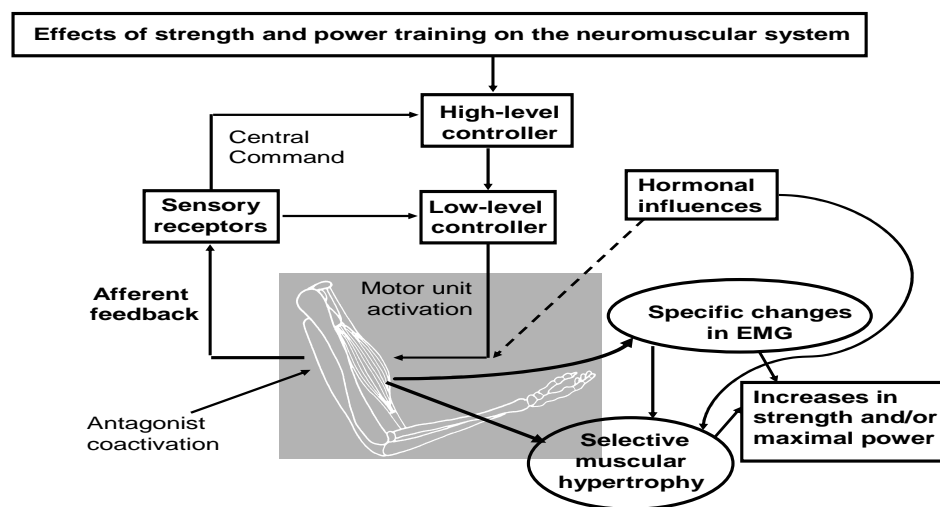 Effects of strength and power training on the neuromuscular system
High-level
controller
Central
Command
Hormonal
influences
Sensory
receptors
Low-level
controller
Afferent
feedback
Motor unit
activation
Specific changes
in EMG
Antagonist
coactivation
Increases in
strength and/or
maximal power
Selective
muscular
hypertrophy